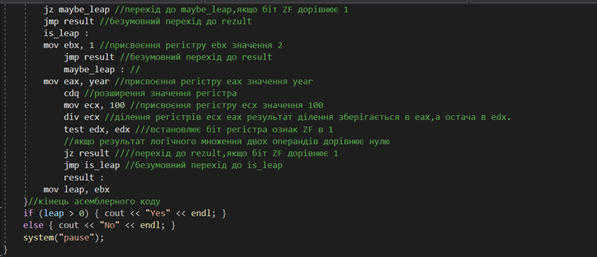 jz maybe_leap //перехід до maybe_leap,якщо біт ZF дорівнює 1
jmp result //безумовний перехід до rezult
is_leap :
mov ebx, 1 //присвоєння регістру ebx значення 2
jmp result //безумовний перехід до result
maybe_leap : //
mov eax, year //присвоєння регістру eax значення year
cdq //розширення значення регістра
mov ecx, 100 //присвоєння регістру ecx значення 100
div ecx //ділення регістрів ecx eax результат ділення зберігається в eax,а остача в edx.
test edx, edx ///встановлює біт регістра ознак ZF в 1
//якщо результат логічного множення двох операндів дорівнює нулю
jz result ////перехід до rezult,якщо біт ZF дорівнює 1
jmp is_leap //безумовний перехід до is_leap
result :
mov leap, ebx
}//кінець асемблерного коду
if (leap > 0) { cout << "Yes" << endl; }
else { cout << "No" << endl; }
system("pause");
}